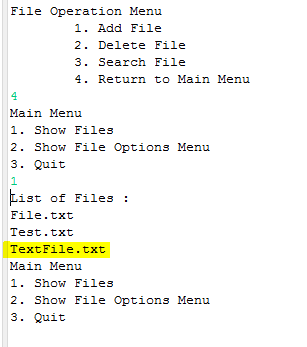 File Operation Menu
1. Add File
2. Delete File
3. Search File
4. Return to Main Menu
4
Main Menu
1. Show Files
2. Show File Options Menu
3. Quit
1
List of Files :
File.txt
Test.txt
TextFile.txt
Main Menu
1. Show Files
2. Show File Options Menu
3. Quit